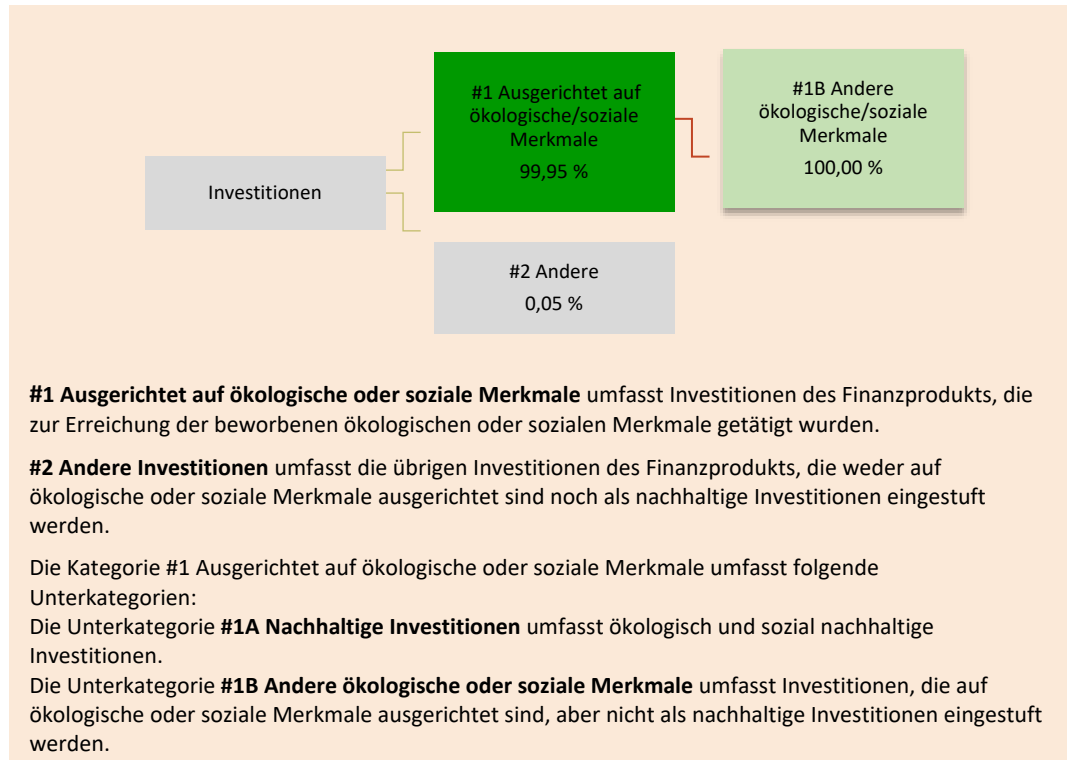 #1 Ausgerichtet auf
ökologische/soziale
Merkmale
99,95 %
#1B Andere
ökologische/soziale
Merkmale
100,00 %
Investitionen
#2 Andere
0,05 %
#1 Ausgerichtet auf ökologische oder soziale Merkmale umfasst Investitionen des Finanzprodukts, die
zur Erreichung der beworbenen ökologischen oder sozialen Merkmale getätigt wurden.
#2 Andere Investitionen umfasst die übrigen Investitionen des Finanzprodukts, die weder auf
ökologische oder soziale Merkmale ausgerichtet sind noch als nachhaltige Investitionen eingestuft
werden.
Die Kategorie #1 Ausgerichtet auf ökologische oder soziale Merkmale umfasst folgende
Unterkategorien:
Die Unterkategorie #1A Nachhaltige Investitionen umfasst ökologisch und sozial nachhaltige
Investitionen.
Die Unterkategorie #1B Andere ökologische oder soziale Merkmale umfasst Investitionen, die auf
ökologische oder soziale Merkmale ausgerichtet sind, aber nicht als nachhaltige Investitionen eingestuft
werden.